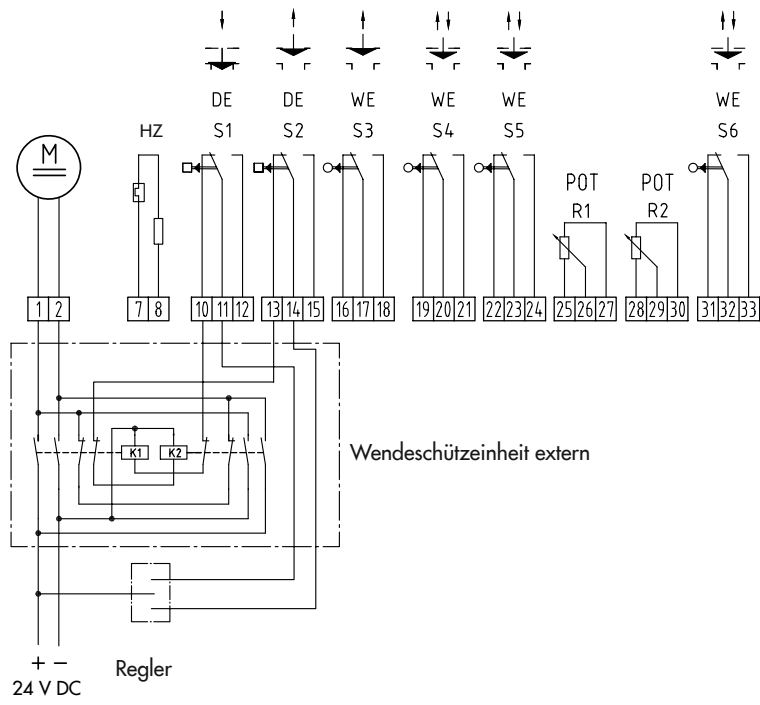 DE DE WE WE WE WE
HZ S1 S2 S3 S4 S5 S6
M
POT POT
R1 R2
1 2 7 8 10 11 12 13 14 15 16 17 18 19 20 21 22 23 24 25 26 27 28 29 30 31 32 33
K1 K2
Wendeschützeinheit extern
+ −
Regler
24 V DC